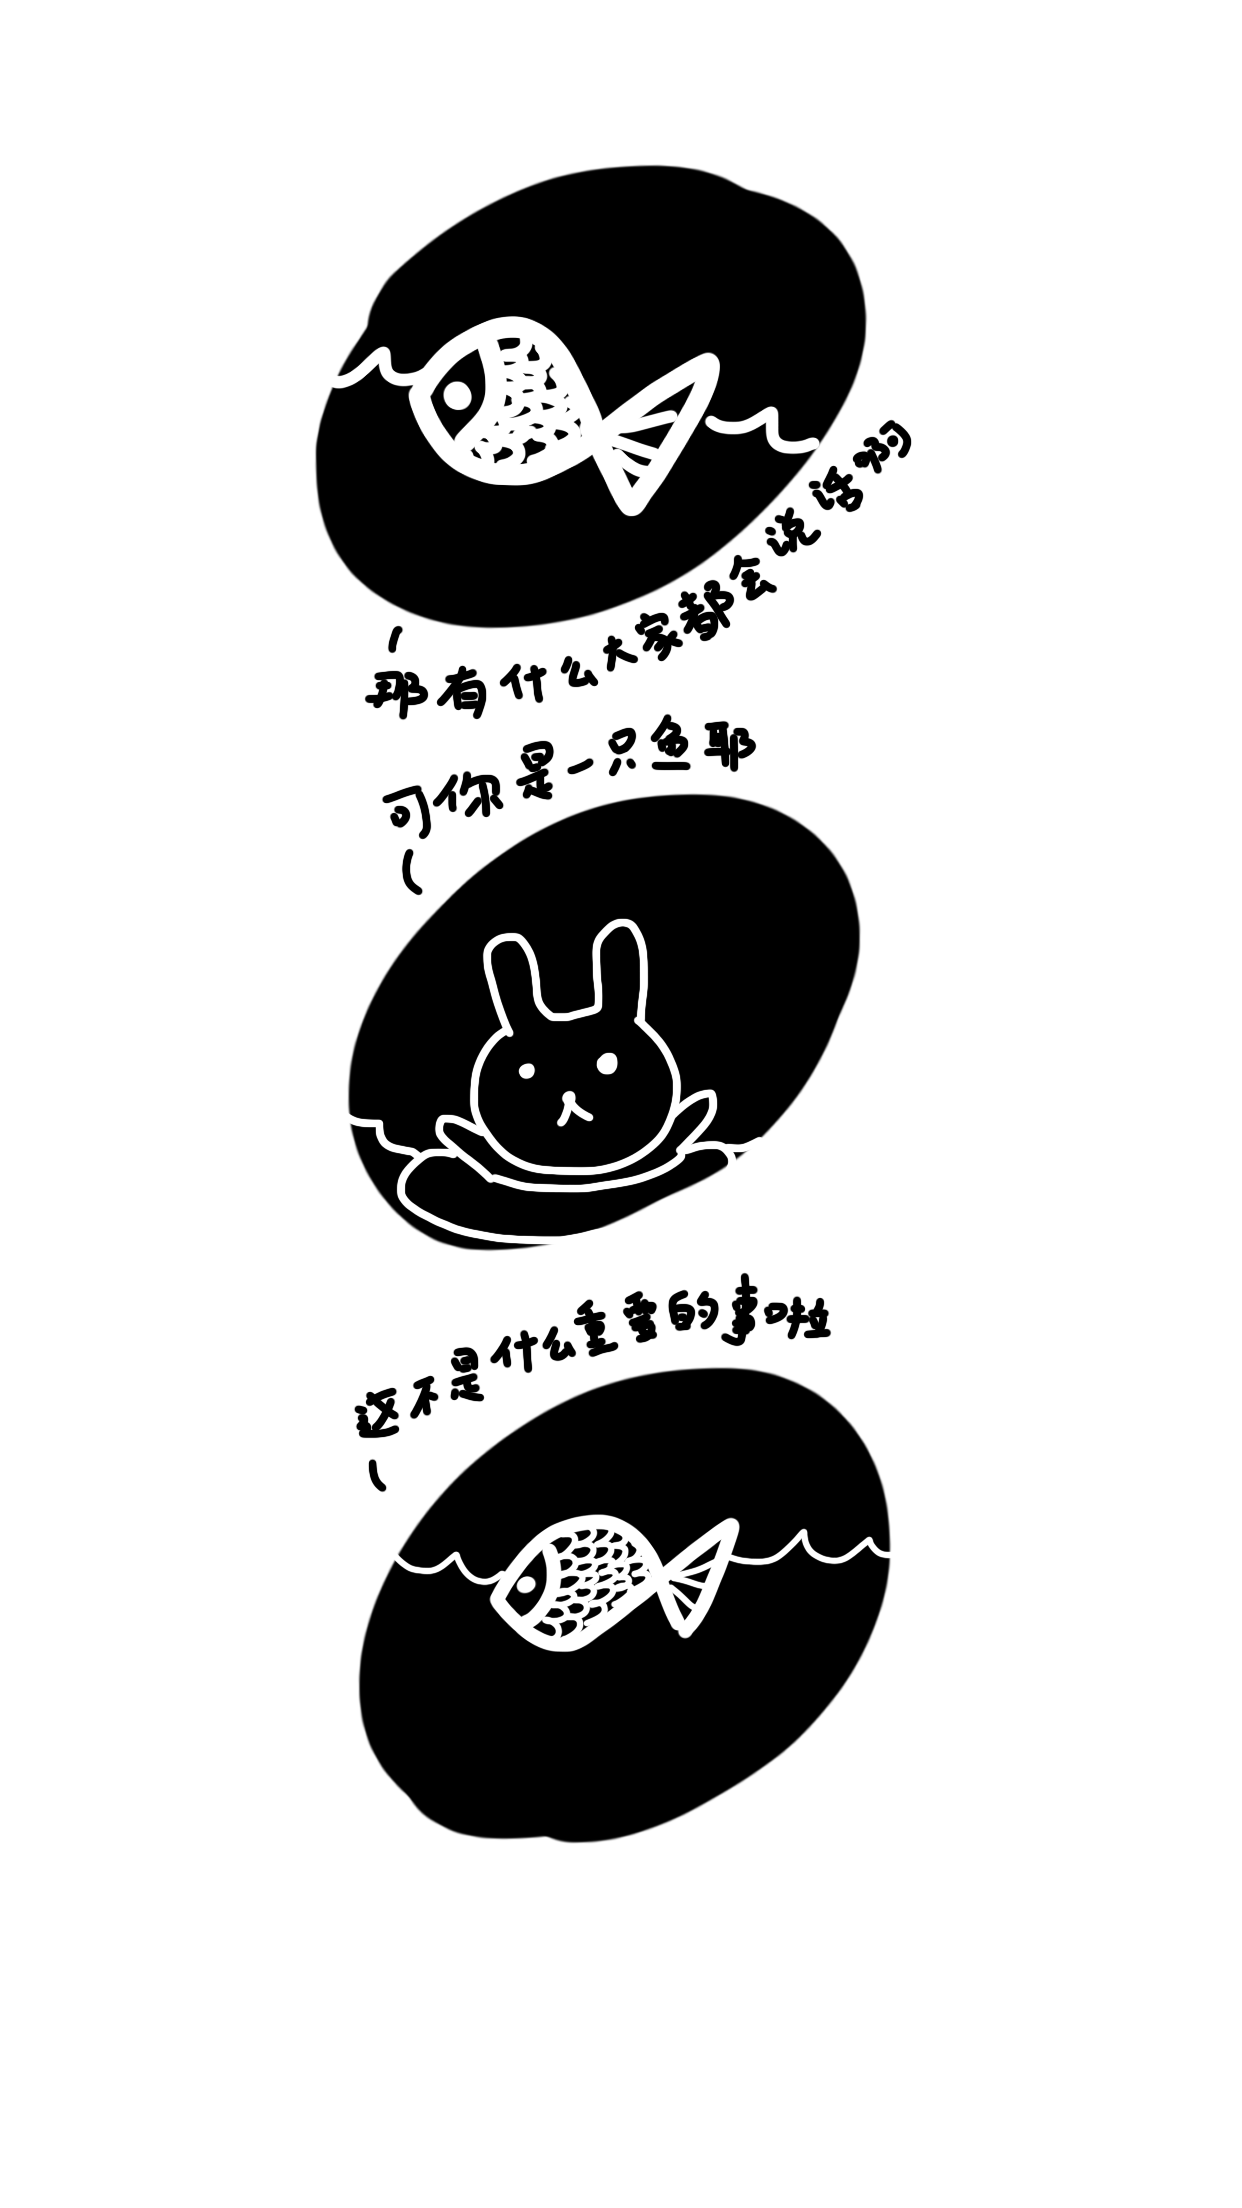 那有什么大家都会说话啊
可你是一只鱼耶
这不是什么重要的事啦